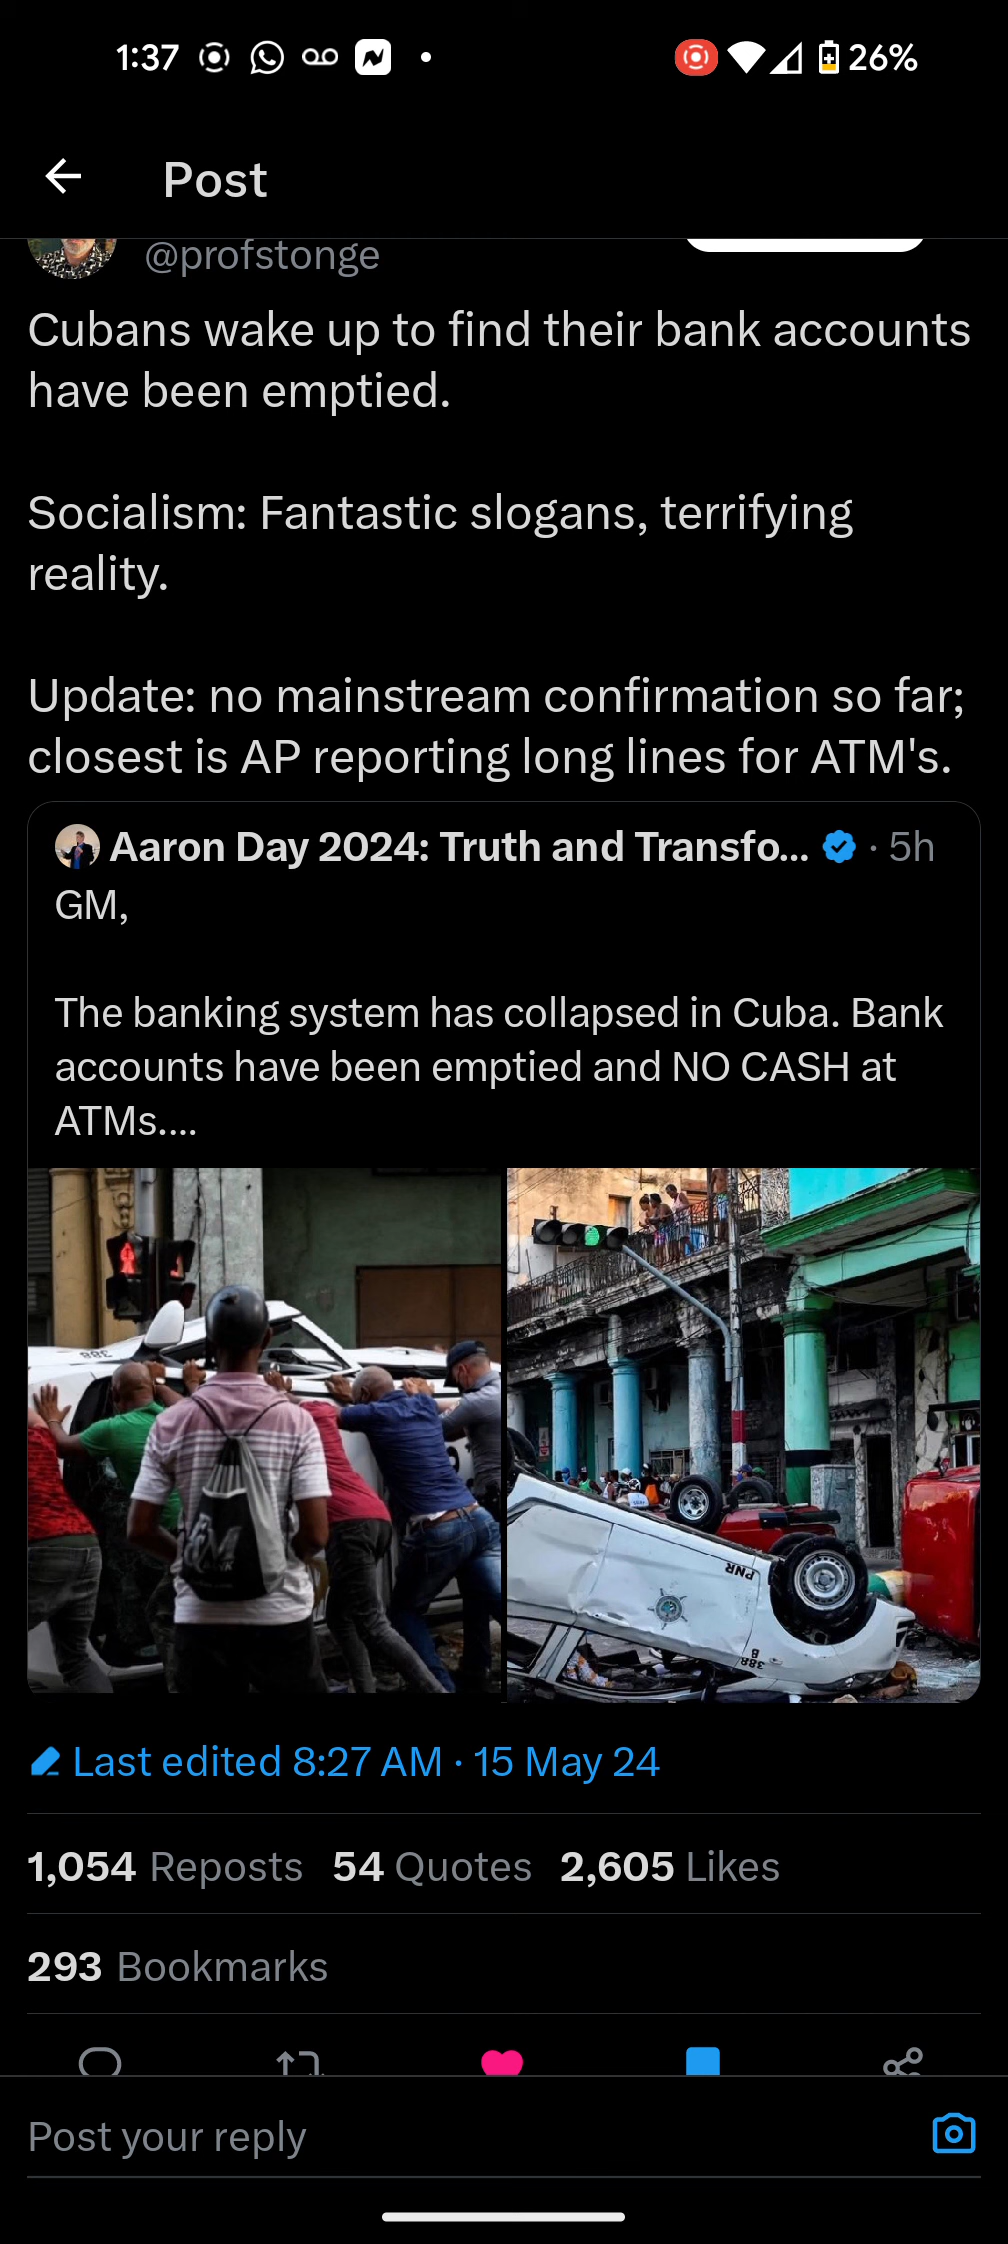 1:37
26%
Post
@profstonge
Cubans wake up to find their bank accounts
have been emptied.
Socialism: Fantastic slogans, terrifying
reality.
Update: no mainstream confirmation so far;
closest is AP reporting long lines for ATM's.
Aaron Day 2024: Truth and Transfo... · 5h
GM,
The banking system has collapsed in Cuba. Bank
accounts have been emptied and NO CASH at
ATMs....
388
PNR
388
Last edited 8:27 AM · 15 May 24
1,054 Reposts 54 Quotes 2,605 Likes
293 Bookmarks
Post your reply